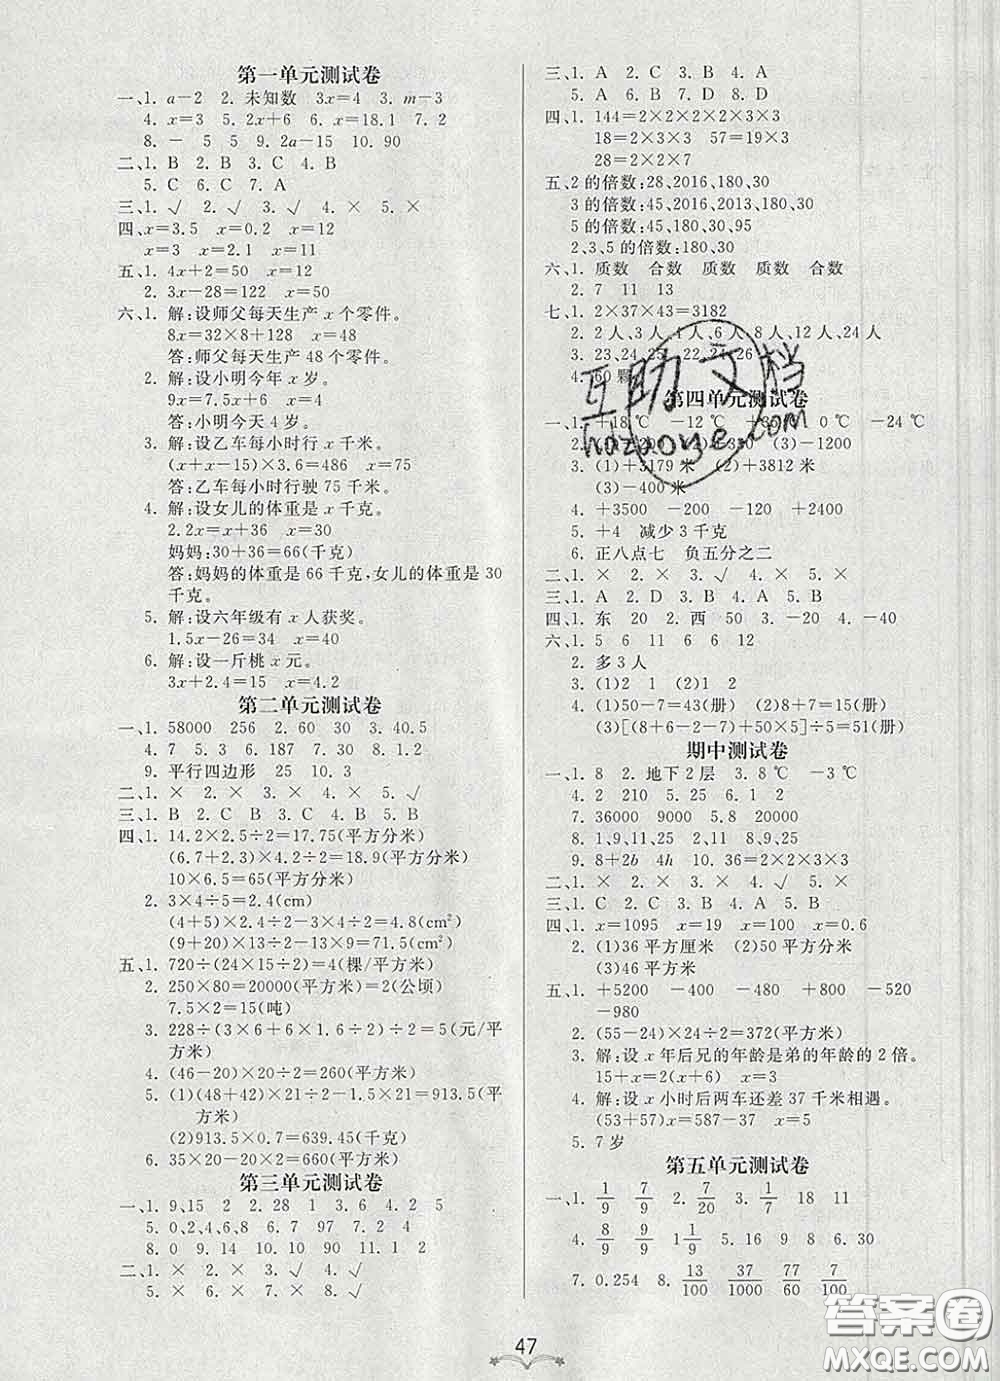 第一单元测试卷
一、1. a－2　2. 未知数　3x＝4　3. m－3
4. x＝3　5. 2x＋6　6. x＝18.1　7. 2
8. －　5　5　9. 2a－15　10. 90
二、1. B　2. B　3. B　4. A
5. C　6. C　7. A
三、1. √　2. √　3. √　4. ×　5. ×
四、x＝3.5　x＝0.2　x＝12
x＝3　x＝2.1　x＝11
五、1. 4x＋2＝50　x＝12
2. 3x－28＝122　x＝50
六、1. 解:设师父每天生产 x 个零件。
8x＝32×8＋128　x＝48
答:师父每天生产 48 个零件。
2. 解:设小明今年 x 岁。
9x＝7.5x＋6　x＝4
答:小明今天 4 岁。
3. 解:设乙车每小时行 x 千米。
(x＋x－15)×3.6＝486　x＝75
答:乙车每小时行驶 75 千米。
4. 解:设女儿的体重是 x 千克。
2.2x＝x＋36　x＝30
妈妈:30＋36＝66(千克)
答:妈妈的体重是 66 千克,女儿的体重是 30
千克。
5. 解:设六年级有 x 人获奖。
1.5x－26＝34　x＝40
6. 解:设一斤桃 x 元。
3x＋2.4＝15　x＝4.2
第二单元测试卷
一、1. 58000　256　2. 60　30　3. 40.5
4. 7　5. 3　6. 187　7. 30　8. 1.2
9. 平行四边形　25　10. 3
二、1. ×　2. ×　3. ×　4. ×　5. √
三、1. B　2. C　B　3. C　4. B　5. B
四、1. 14.2×2.5÷2＝17.75(平方分米)
(6.7＋2.3)×4.2÷2＝18.9(平方分米)
10×6.5＝65(平方分米)
2. 3×4÷5＝2.4(cm)
(4＋5)×2.4÷2－3×4÷2＝4.8(cm²)
(9＋20)×13÷2－9×13÷2＝71.5(cm²)
五、1. 720÷(24×15÷2)＝4(棵/平方米)
2. 250×80＝20000(平方米)＝2(公顷)
7.5×2＝15(吨)
3. 228÷(3×6＋6×1.3÷2)÷2＝5(元/平
方米)
4. (46－20)×20÷2＝260(平方米)
5. (1)(48＋42)×21÷2－1.5×21＝913.5(平
方米)
(2)913.5×0.7＝639.45(千克)
6. 35×20－20×2＝660(平方米)
第三单元测试卷
一、1. 9,15　2　2. 28　1　3. 6　4. 2　5
5. 0,2,4,6,8　6. 7　97　7. 2　4
8. 0　9. 14　10. 10　90　11. 2　6
二、1. ×　2. ×　3. √　4. √
5. ×　6. ×　7. ×　8. √
三、1. A　2. C　3. B　4. C
5. A　6. B　7. D　8. D
四、1. 144＝2×2×2×2×3×3
18＝2×3×3　57＝19×3
28＝2×2×7
五、2 的倍数:28、2016、180、30
3 的倍数:45、2016、2013、180、30
5 的倍数:45、180、30、95
2、3、5 的倍数:180、30
六、1. 质数　合数　质数　质数　合数
2. 7　11　13
七、1. 2×37×43＝3182
2. 2 人、3 人、4 人、6 人、8 人、12 人、24 人
3. 23、24、25　22、24、26
4. 60 颗
互助文档
hazaoye.com
第四单元测试卷
一、1. ＋18 ℃　－12 ℃　0 ℃　－24 ℃
(3)－1200
3. (1)＋3179 米　(2)＋3812 米
(3)－400 米
4. ＋3500　－200　－120　＋2400
5. ＋4　减少 3 千克
6. 正八点七　负五分之二
二、1. ×　2. ×　3. √　4. ×　5. ×
三、1. A　D　2. B　3. C　4. A　5. B
四、1. 东　20　2. 西　50　3. －20　4. －40
六、1. 5　6　11　6　6　12
2. 多 3 人
3. (1)2　1　(2)1　2
4. (1)50－7＝43(册)　(2)8＋7＝15(册)
(3)[(8＋6－2－7)＋50×5]÷5＝51(册)
期中测试卷
一、1. 8　2. 地下 2 层　3. 8 ℃　－3 ℃
4. 2　210　5. 25　6. 1　2
7. 36000　9000　5.8　20000
8. 1、9、11、25　2　8、9、25
9. 8＋2b　4h　10. 36＝2×2×3×3
二、1. ×　2. ×　3. ×　4. √　5. ×
三、1. C　2. C　3. A　4. A　5. B
四、1. x＝1095　x＝19　x＝100　x＝0.6
2. (1)36 平方厘米　(2)50 平方分米
(3)46 平方米
五、1. ＋5200　－400　－480　＋800　－520
－980
2. (55－24)×24÷2＝372(平方米)
3. 解:设 x 年后兄的年龄是弟的年龄的 2 倍。
15＋x＝2(x＋6)　x＝3
4. 解:设 x 小时后两车还差 37 千米相遇。
(53＋57)x＝587－37　x＝5
5. 7 岁
第五单元测试卷
一、1. 1/9　7/9　2. 7/20　3. 1/7　18　11
4. 8/9　9/9　1 1/9　5. 16　9　9　8　6. 30
7. 0.254　8. 13/100　37/1000　77/60　7/100
47
答案圈
MXQE.COM